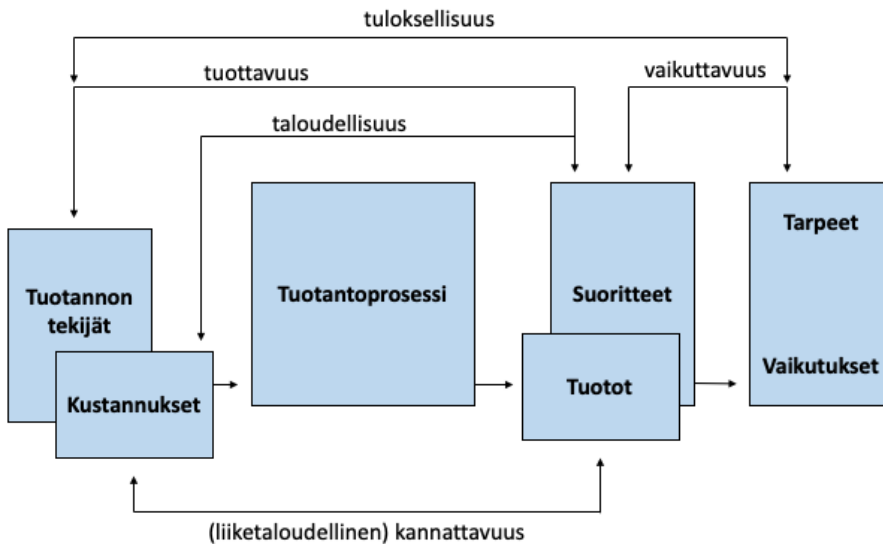 tuloksellisuus
tuottavuus
vaikuttavuus
taloudellisuus
Tuotannon
tekijät
Kustannukset
Tuotantoprosessi
Suoritteet
Tuotot
Tarpeet
Vaikutukset
(liiketaloudellinen) kannattavuus